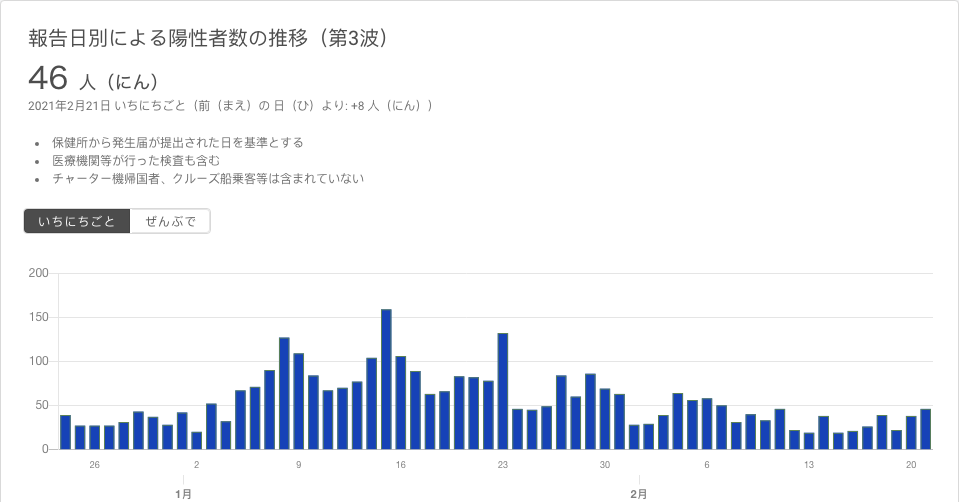 報告日別による陽性者数の推移（第3波）
46 人（にん）
2021年2月21日 いちにちごと（前（まえ）の 日（ひ）より: +8 人（にん））
• 保健所から発生届が提出された日を基準とする
• 医療機関等が行った検査も含む
• チャーター機帰国者、クルーズ船乗客等は含まれていない
いちにちごと ぜんぶで
200
150
100
50
0
26 2 9 16 23 30 6 13 20
1月 2月